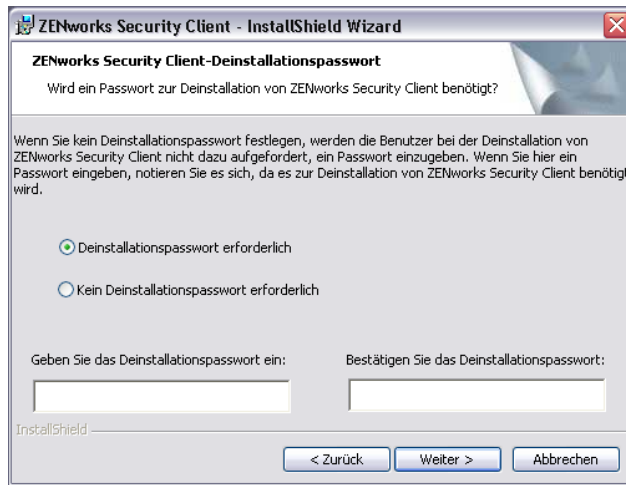 ZENworks Security Client - InstallShield Wizard
ZENworks Security Client-Deinstallationspasswort
Wird ein Passwort zur Deinstallation von ZENworks Security Client benötigt?
Wenn Sie kein Deinstallationspasswort festlegen, werden die Benutzer bei der Deinstallation von
ZENworks Security Client nicht dazu aufgefordert, ein Passwort einzugeben. Wenn Sie hier ein
Passwort eingeben, notieren Sie es sich, da es zur Deinstallation von ZENworks Security Client benötigt
wird.
Deinstallationspasswort erforderlich
Kein Deinstallationspasswort erforderlich
Geben Sie das Deinstallationspasswort ein:
Bestätigen Sie das Deinstallationspasswort:
InstallShield
< Zurück
Weiter >
Abbrechen